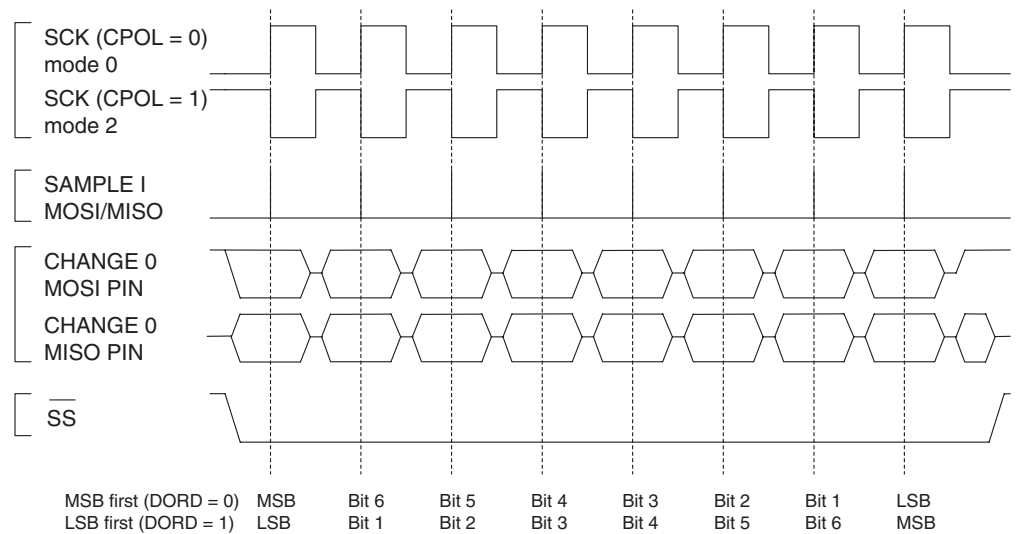 SCK (CPOL = 0)
mode 0
SCK (CPOL = 1)
mode 2
SAMPLE I
MOSI/MISO
CHANGE 0
MOSI PIN
CHANGE 0
MISO PIN
SS
MSB first (DORD = 0) MSB Bit 6 Bit 5 Bit 4 Bit 3 Bit 2 Bit 1 LSB
LSB first (DORD = 1) LSB Bit 1 Bit 2 Bit 3 Bit 4 Bit 5 Bit 6 MSB